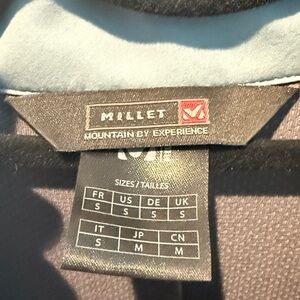 MILLET
MOUNTAIN BY EXPERIENCE
SIZES / TAILLES
FR US DE UK
S S S S
IT JP CN
S M M